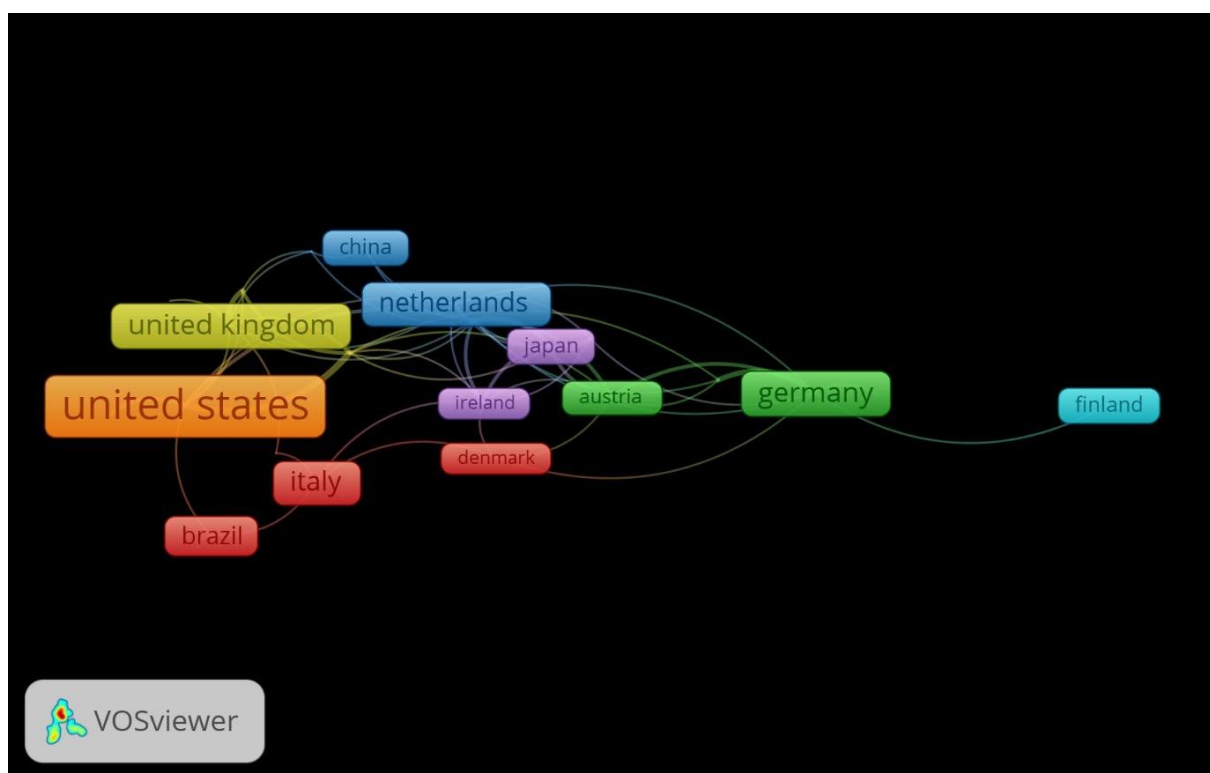 china
netherlands
united kingdom
japan
united states
austria
germany
ireland
finland
denmark
italy
brazil
VOSviewer